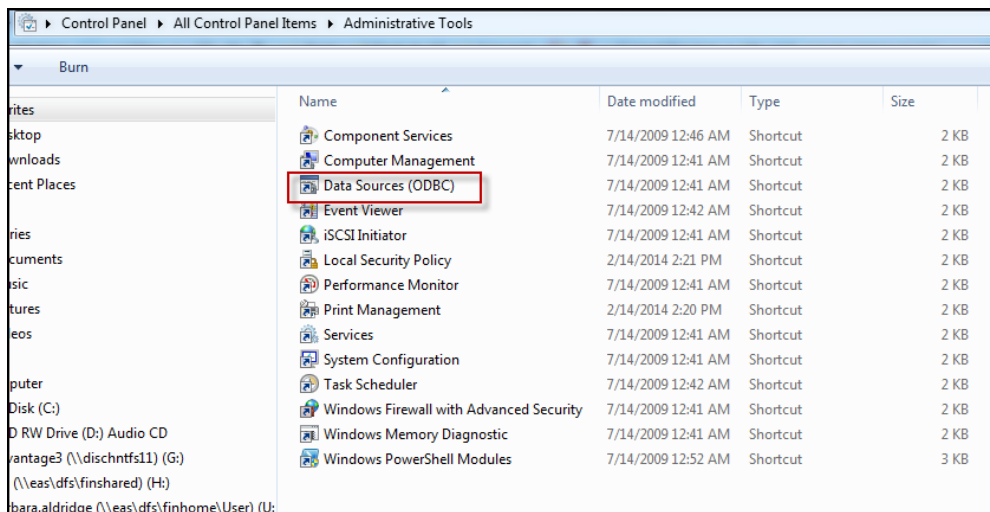 Control Panel ▸ All Control Panel Items ▸ Administrative Tools
Burn
Name Date modified Type Size
rites
sktop
wnloads
cent Places
ries
cuments
usic
tures
eos
puter
Disk (C:)
D RW Drive (D:) Audio CD
vantage3 (\\dischntfs11) (G:)
(\\eas\dfs\finshared) (H:)
bara.aldridge (\\eas\dfs\finhome\User) (U:
Component Services 7/14/2009 12:46 AM Shortcut 2 KB
Computer Management 7/14/2009 12:41 AM Shortcut 2 KB
Data Sources (ODBC) 7/14/2009 12:41 AM Shortcut 2 KB
Event Viewer 7/14/2009 12:42 AM Shortcut 2 KB
iSCSI Initiator 7/14/2009 12:41 AM Shortcut 2 KB
Local Security Policy 2/14/2014 2:21 PM Shortcut 2 KB
Performance Monitor 7/14/2009 12:41 AM Shortcut 2 KB
Print Management 2/14/2014 2:20 PM Shortcut 2 KB
Services 7/14/2009 12:41 AM Shortcut 2 KB
System Configuration 7/14/2009 12:41 AM Shortcut 2 KB
Task Scheduler 7/14/2009 12:42 AM Shortcut 2 KB
Windows Firewall with Advanced Security 7/14/2009 12:41 AM Shortcut 2 KB
Windows Memory Diagnostic 7/14/2009 12:41 AM Shortcut 2 KB
Windows PowerShell Modules 7/14/2009 12:52 AM Shortcut 3 KB